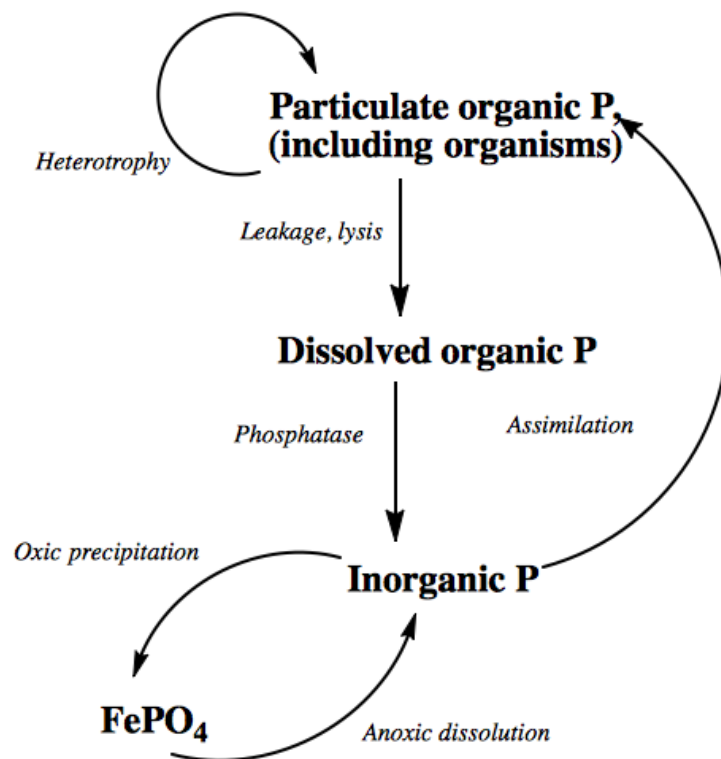 Particulate organic P,
(including organisms)
Heterotrophy
Leakage, lysis
Dissolved organic P
Phosphatase
Assimilation
Oxic precipitation
Inorganic P
FePO₄
Anoxic dissolution